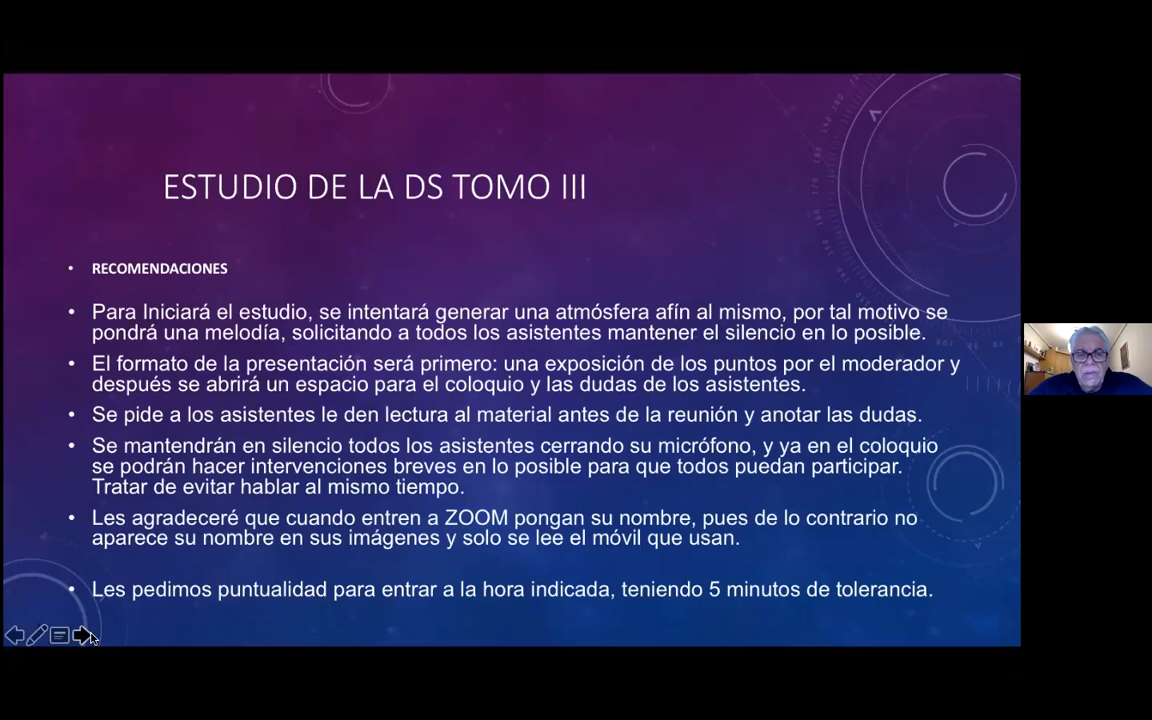 ESTUDIO DE LA DS TOMO III
• RECOMENDACIONES
• Para Iniciará el estudio, se intentará generar una atmósfera afín al mismo, por tal motivo se
pondrá una melodía, solicitando a todos los asistentes mantener el silencio en lo posible.
• El formato de la presentación será primero: una exposición de los puntos por el moderador y
después se abrirá un espacio para el coloquio y las dudas de los asistentes.
• Se pide a los asistentes le den lectura al material antes de la reunión y anotar las dudas.
• Se mantendrán en silencio todos los asistentes cerrando su micrófono, y ya en el coloquio
se podrán hacer intervenciones breves en lo posible para que todos puedan participar.
Tratar de evitar hablar al mismo tiempo.
• Les agradeceré que cuando entren a ZOOM pongan su nombre, pues de lo contrario no
aparece su nombre en sus imágenes y solo se lee el móvil que usan.
• Les pedimos puntualidad para entrar a la hora indicada, teniendo 5 minutos de tolerancia.